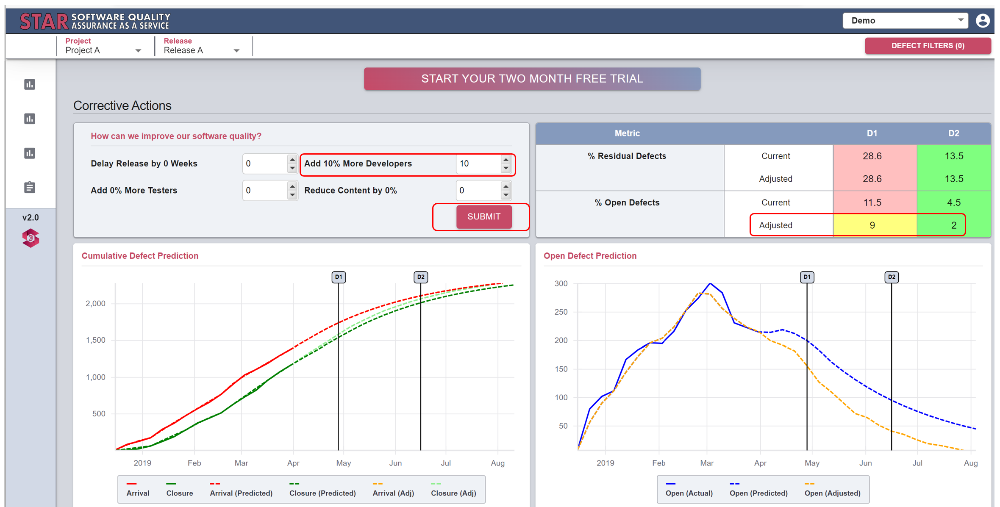 STAR SOFTWARE QUALITY
ASSURANCE AS A SERVICE
Demo
Project
Project A
Release
Release A
DEFECT FILTERS (0)
START YOUR TWO MONTH FREE TRIAL
Corrective Actions
How can we improve our software quality?
Delay Release by 0 Weeks 0 Add 10% More Developers 10
Add 0% More Testers 0 Reduce Content by 0% 0
SUBMIT
Metric D1 D2
% Residual Defects Current 28.6 13.5
Adjusted 28.6 13.5
% Open Defects Current 11.5 4.5
Adjusted 9 2
v2.0
3
Cumulative Defect Prediction
D1 D2
2,000
1,500
1,000
500
2019 Feb Mar Apr May Jun Jul Aug
Arrival Closure Arrival (Predicted) Closure (Predicted) Arrival (Adj) Closure (Adj)
Open Defect Prediction
D1 D2
300
250
200
150
100
50
2019 Feb Mar Apr May Jun Jul Aug
Open (Actual) Open (Predicted) Open (Adjusted)